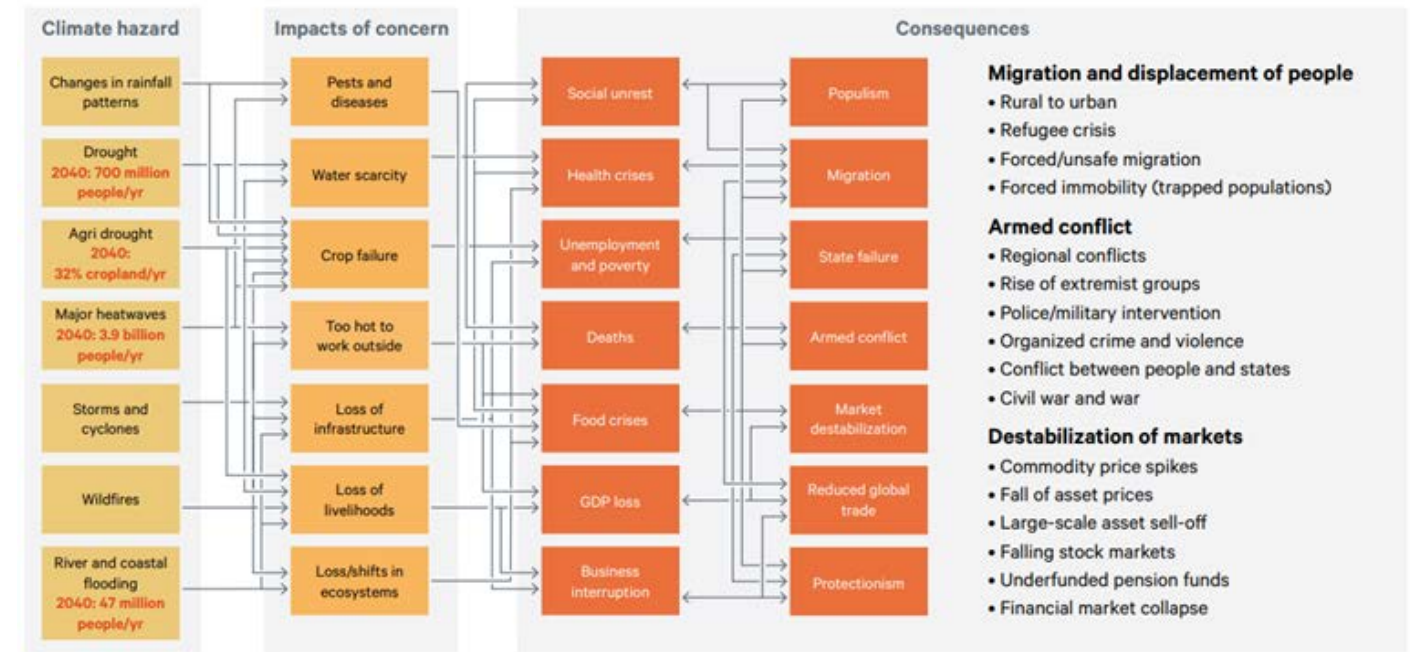 Climate hazard
Impacts of concern
Consequences
Changes in rainfall
patterns
Drought
2040: 700 million
people/yr
Agri drought
2040:
32% cropland/yr
Major heatwaves
2040: 3.9 billion
people/yr
Storms and
cyclones
Wildfires
River and coastal
flooding
2040: 47 million
people/yr
Pests and
diseases
Water scarcity
Crop failure
Too hot to
work outside
Loss of
infrastructure
Loss of
livelihoods
Loss/shifts in
ecosystems
Social unrest
Health crises
Unemployment
and poverty
Deaths
Food crises
GDP loss
Business
interruption
Populism
Migration
State failure
Armed conflict
Market
destabilization
Reduced global
trade
Protectionism
Migration and displacement of people
• Rural to urban
• Refugee crisis
• Forced/unsafe migration
• Forced immobility (trapped populations)
Armed conflict
• Regional conflicts
• Rise of extremist groups
• Police/military intervention
• Organized crime and violence
• Conflict between people and states
• Civil war and war
Destabilization of markets
• Commodity price spikes
• Fall of asset prices
• Large-scale asset sell-off
• Falling stock markets
• Underfunded pension funds
• Financial market collapse